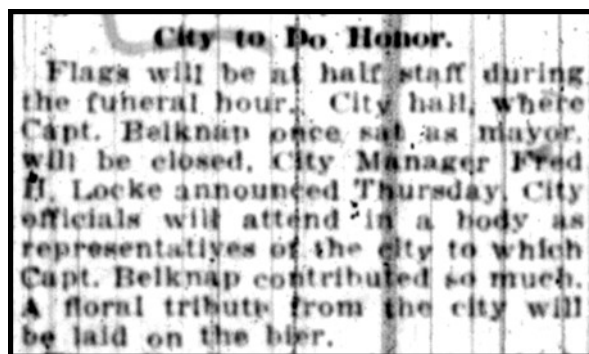 City to Do Honor.
Flags will be at half staff during
the funeral hour. City hall, where
Capt. Belknap once sat as mayor,
will be closed, City Manager Fred
H. Locke announced Thursday. City
officials will attend in a body as
representatives of the city to which
Capt. Belknap contributed so much.
A floral tribute from the city will
be laid on the bier.